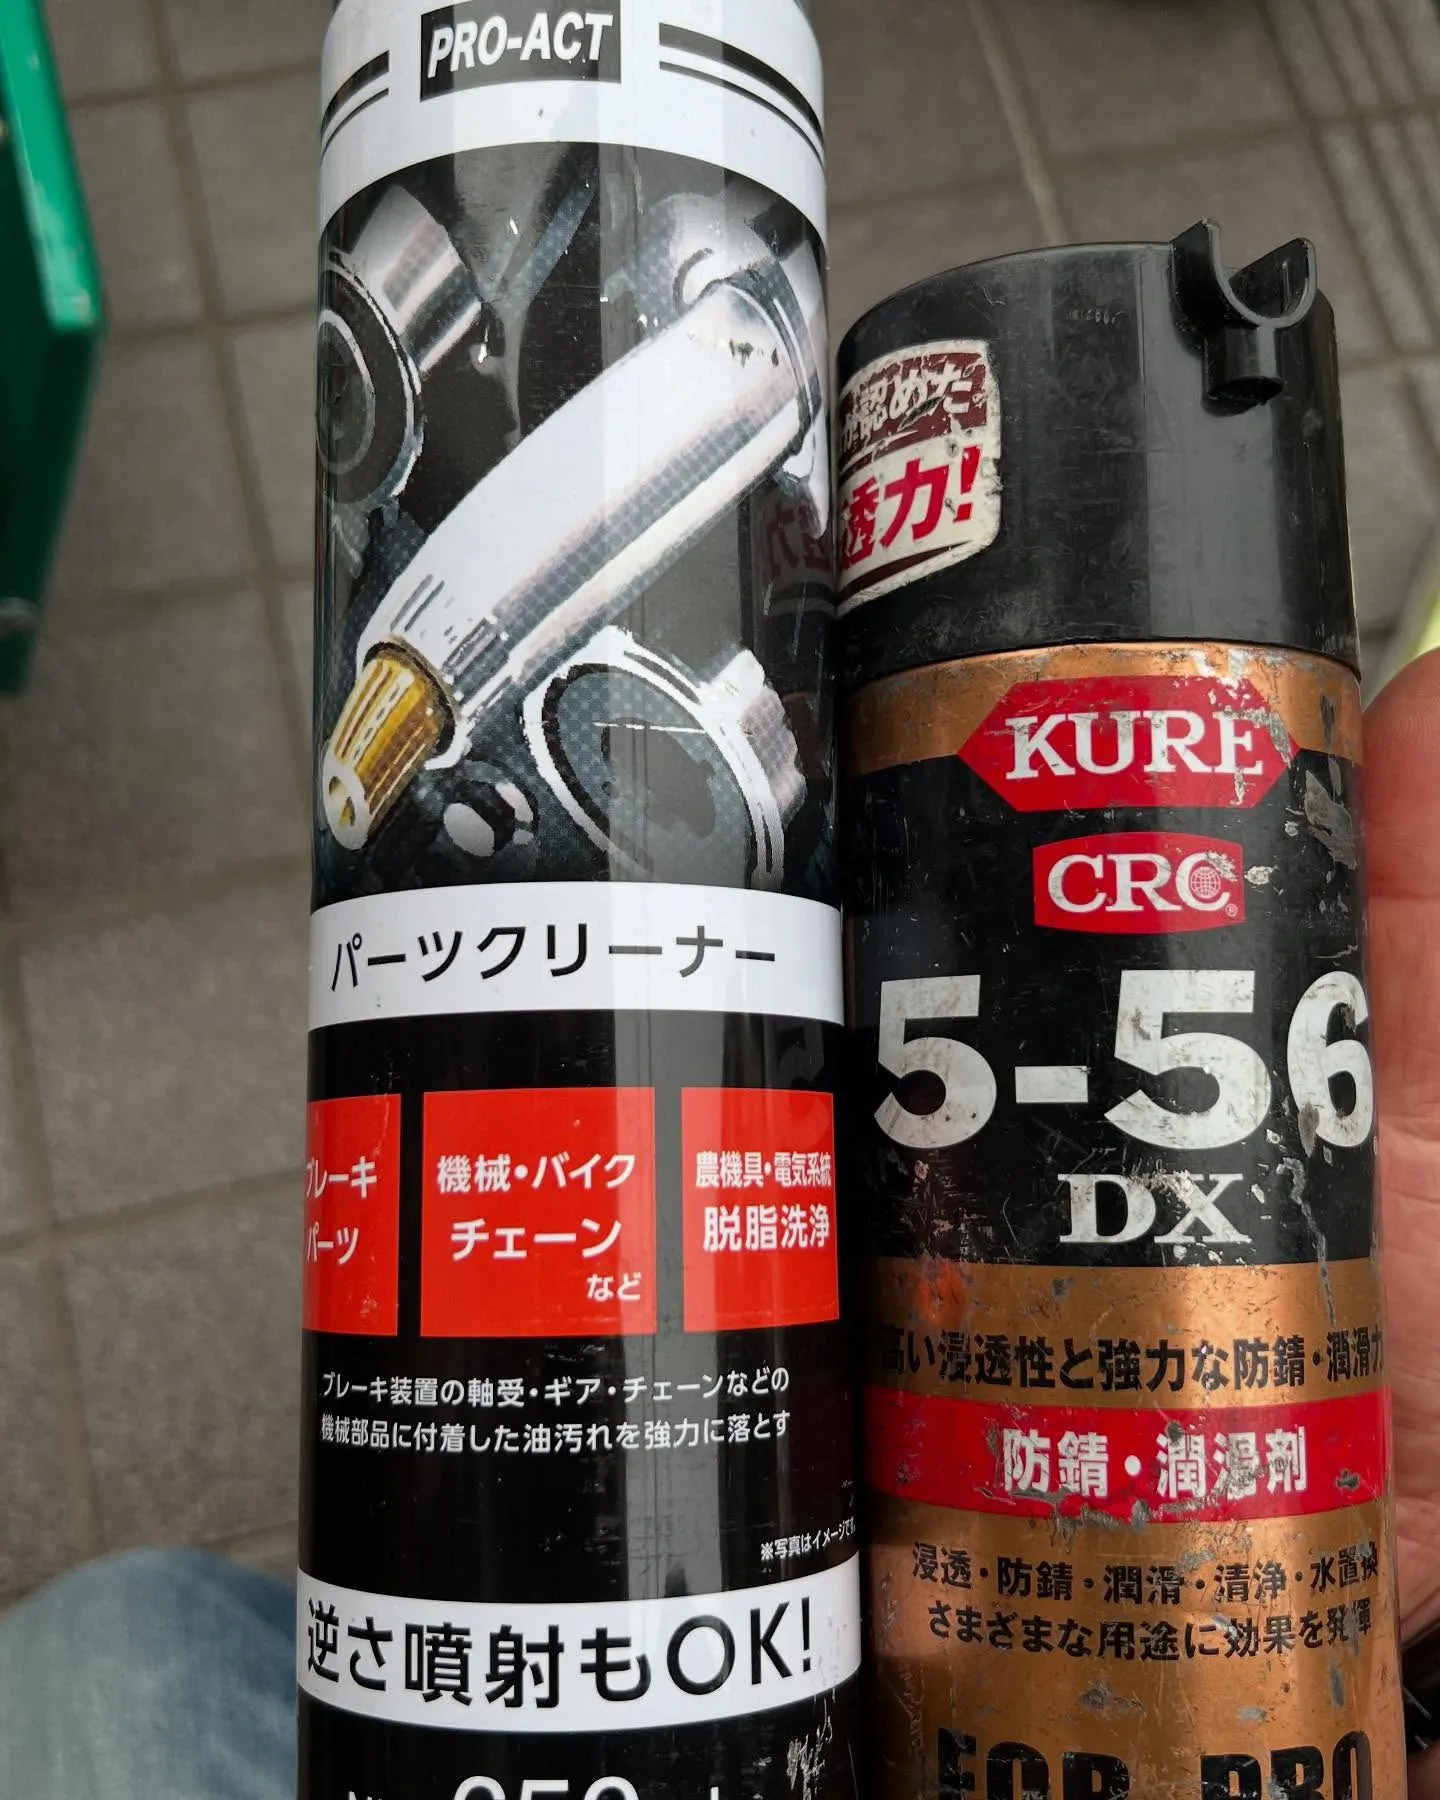 PRO-ACT
パーツクリーナー
ブレーキ
パーツ
機械・バイク
チェーン
など
農機具・電気系統
脱脂洗浄
ブレーキ装置の軸受・ギア・チェーンなどの
機械部品に付着した油汚れを強力に落とす
※写真はイメージです。
逆さ噴射もOK!
が認めた
透力!
KURE
CRC®
5-56
DX
高い浸透性と強力な防錆・潤滑力
防錆・潤滑剤
浸透・防錆・潤滑・清浄・水置換
さまざまな用途に効果を発揮
FOR PRO